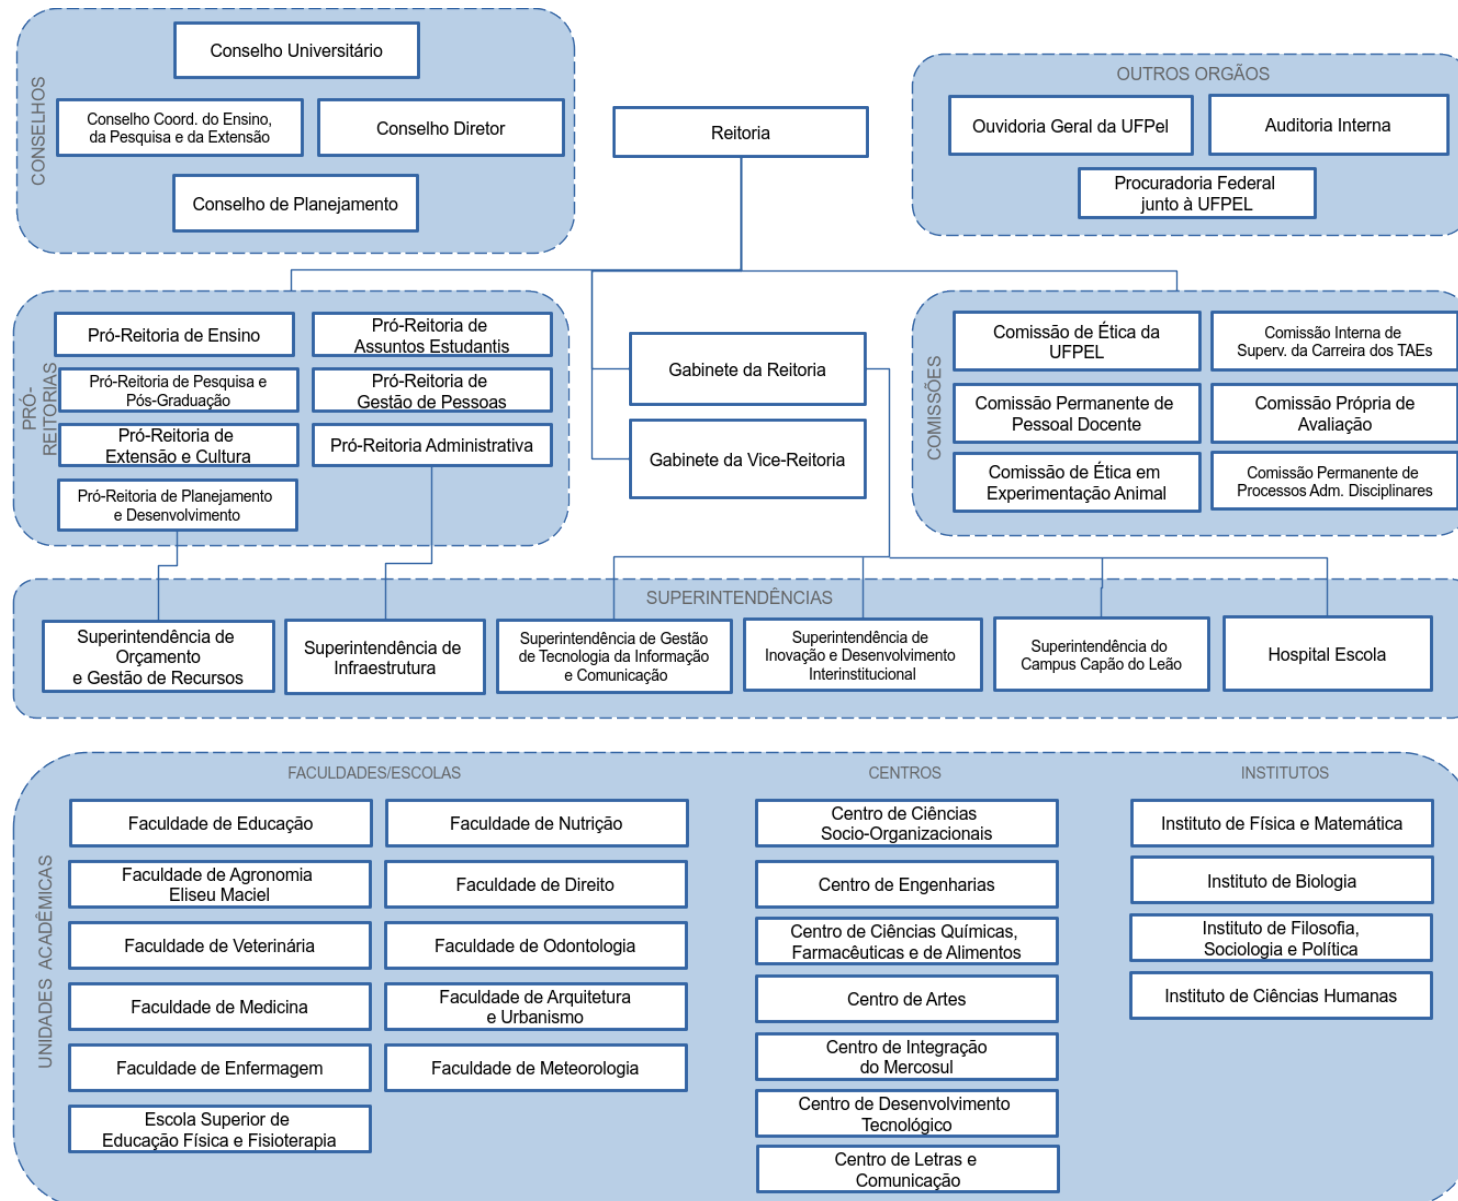 CONSELHOS
Conselho Universitário
Conselho Coord. do Ensino,
da Pesquisa e da Extensão
Conselho Diretor
Conselho de Planejamento
Reitoria
OUTROS ORGÃOS
Ouvidoria Geral da UFPel
Auditoria Interna
Procuradoria Federal
junto à UFPEL
PRÓ-
REITORIAS
Pró-Reitoria de Ensino
Pró-Reitoria de
Assuntos Estudantis
Pró-Reitoria de Pesquisa e
Pós-Graduação
Pró-Reitoria de
Gestão de Pessoas
Pró-Reitoria de
Extensão e Cultura
Pró-Reitoria Administrativa
Pró-Reitoria de Planejamento
e Desenvolvimento
Gabinete da Reitoria
Gabinete da Vice-Reitoria
COMISSÕES
Comissão de Ética da
UFPEL
Comissão Interna de
Superv. da Carreira dos TAEs
Comissão Permanente de
Pessoal Docente
Comissão Própria de
Avaliação
Comissão de Ética em
Experimentação Animal
Comissão Permanente de
Processos Adm. Disciplinares
SUPERINTENDÊNCIAS
Superintendência de
Orçamento
e Gestão de Recursos
Superintendência de
Infraestrutura
Superintendência de Gestão
de Tecnologia da Informação
e Comunicação
Superintendência de
Inovação e Desenvolvimento
Interinstitucional
Superintendência do
Campus Capão do Leão
Hospital Escola
UNIDADES ACADÊMICAS
FACULDADES/ESCOLAS
Faculdade de Educação
Faculdade de Nutrição
Faculdade de Agronomia
Eliseu Maciel
Faculdade de Direito
Faculdade de Veterinária
Faculdade de Odontologia
Faculdade de Medicina
Faculdade de Arquitetura
e Urbanismo
Faculdade de Enfermagem
Faculdade de Meteorologia
Escola Superior de
Educação Física e Fisioterapia
CENTROS
Centro de Ciências
Socio-Organizacionais
Centro de Engenharias
Centro de Ciências Químicas,
Farmacêuticas e de Alimentos
Centro de Artes
Centro de Integração
do Mercosul
Centro de Desenvolvimento
Tecnológico
Centro de Letras e
Comunicação
INSTITUTOS
Instituto de Física e Matemática
Instituto de Biologia
Instituto de Filosofia,
Sociologia e Política
Instituto de Ciências Humanas